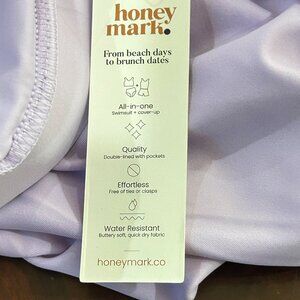 honey
mark.
From beach days
to brunch dates
All-in-one
Swimsuit + cover-up
Quality
Double-lined with pockets
Effortless
Free of ties or clasps
Water Resistant
Buttery soft, quick dry fabric
honeymark.co